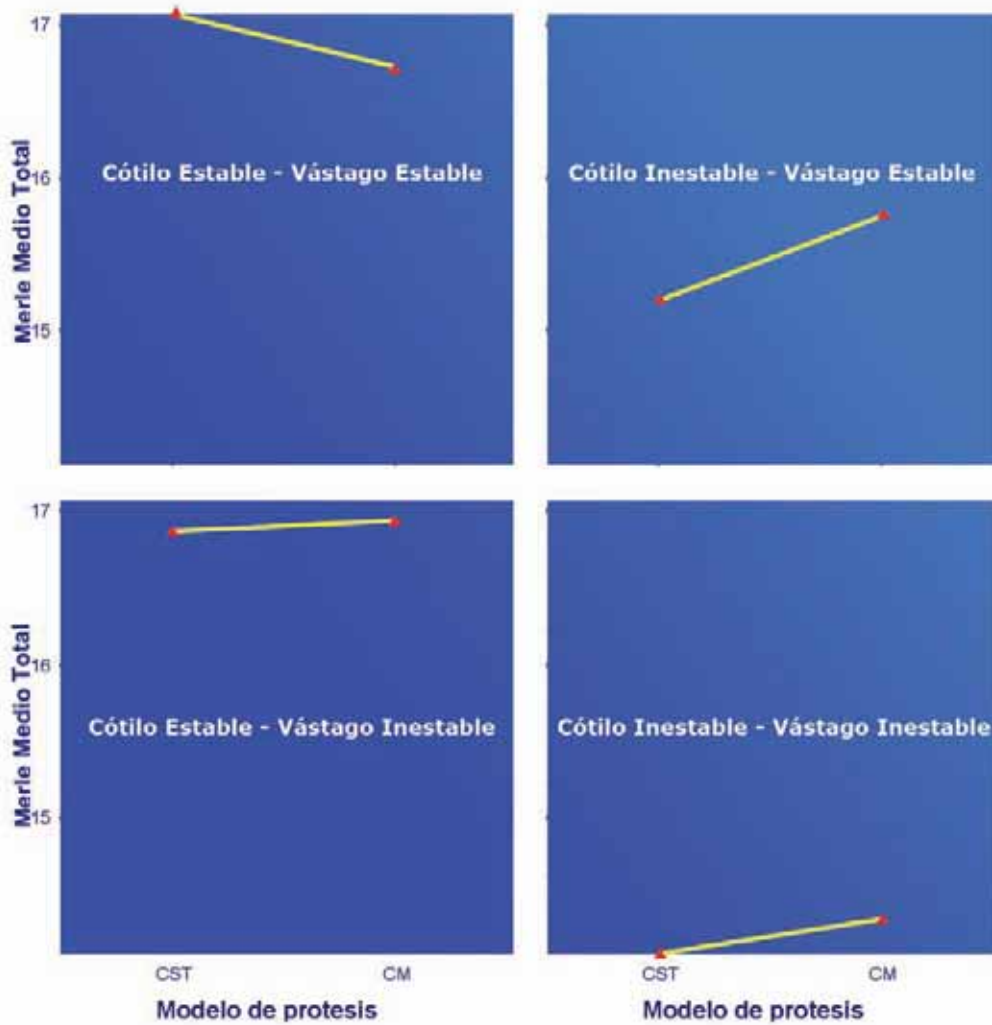 17
16
15
Merle Medio Total
Cótilo Estable - Vástago Estable
Cótilo Inestable - Vástago Estable
17
16
15
Merle Medio Total
Cótilo Estable - Vástago Inestable
Cótilo Inestable - Vástago Inestable
CST CM
CST CM
Modelo de protesis
Modelo de protesis